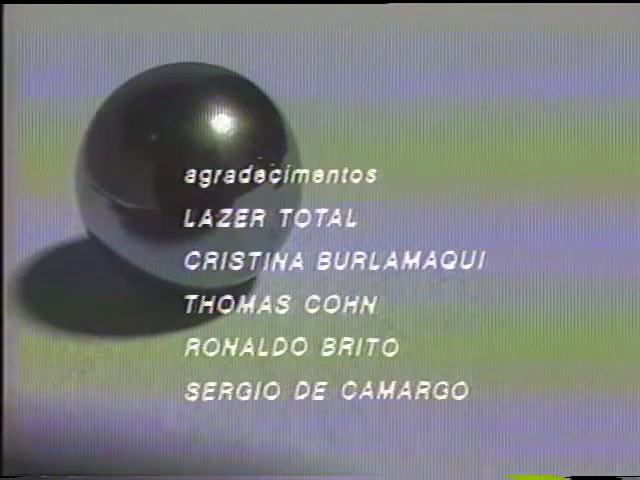 agradecimentos
LAZER TOTAL
CRISTINA BURLAMAQUI
THOMAS COHN
RONALDO BRITO
SERGIO DE CAMARGO